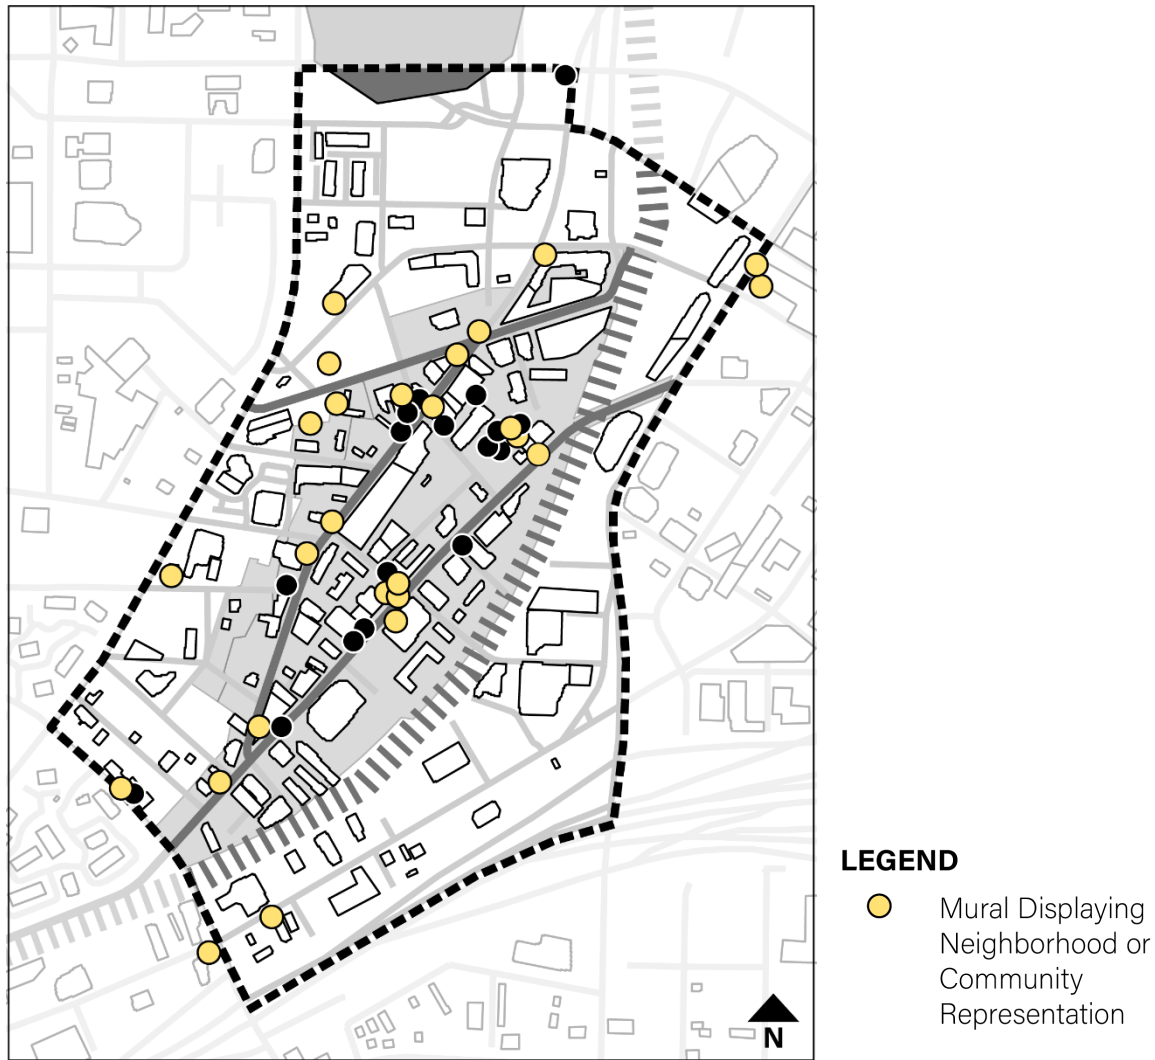 LEGEND
Mural Displaying
Neighborhood or
Community
Representation
N